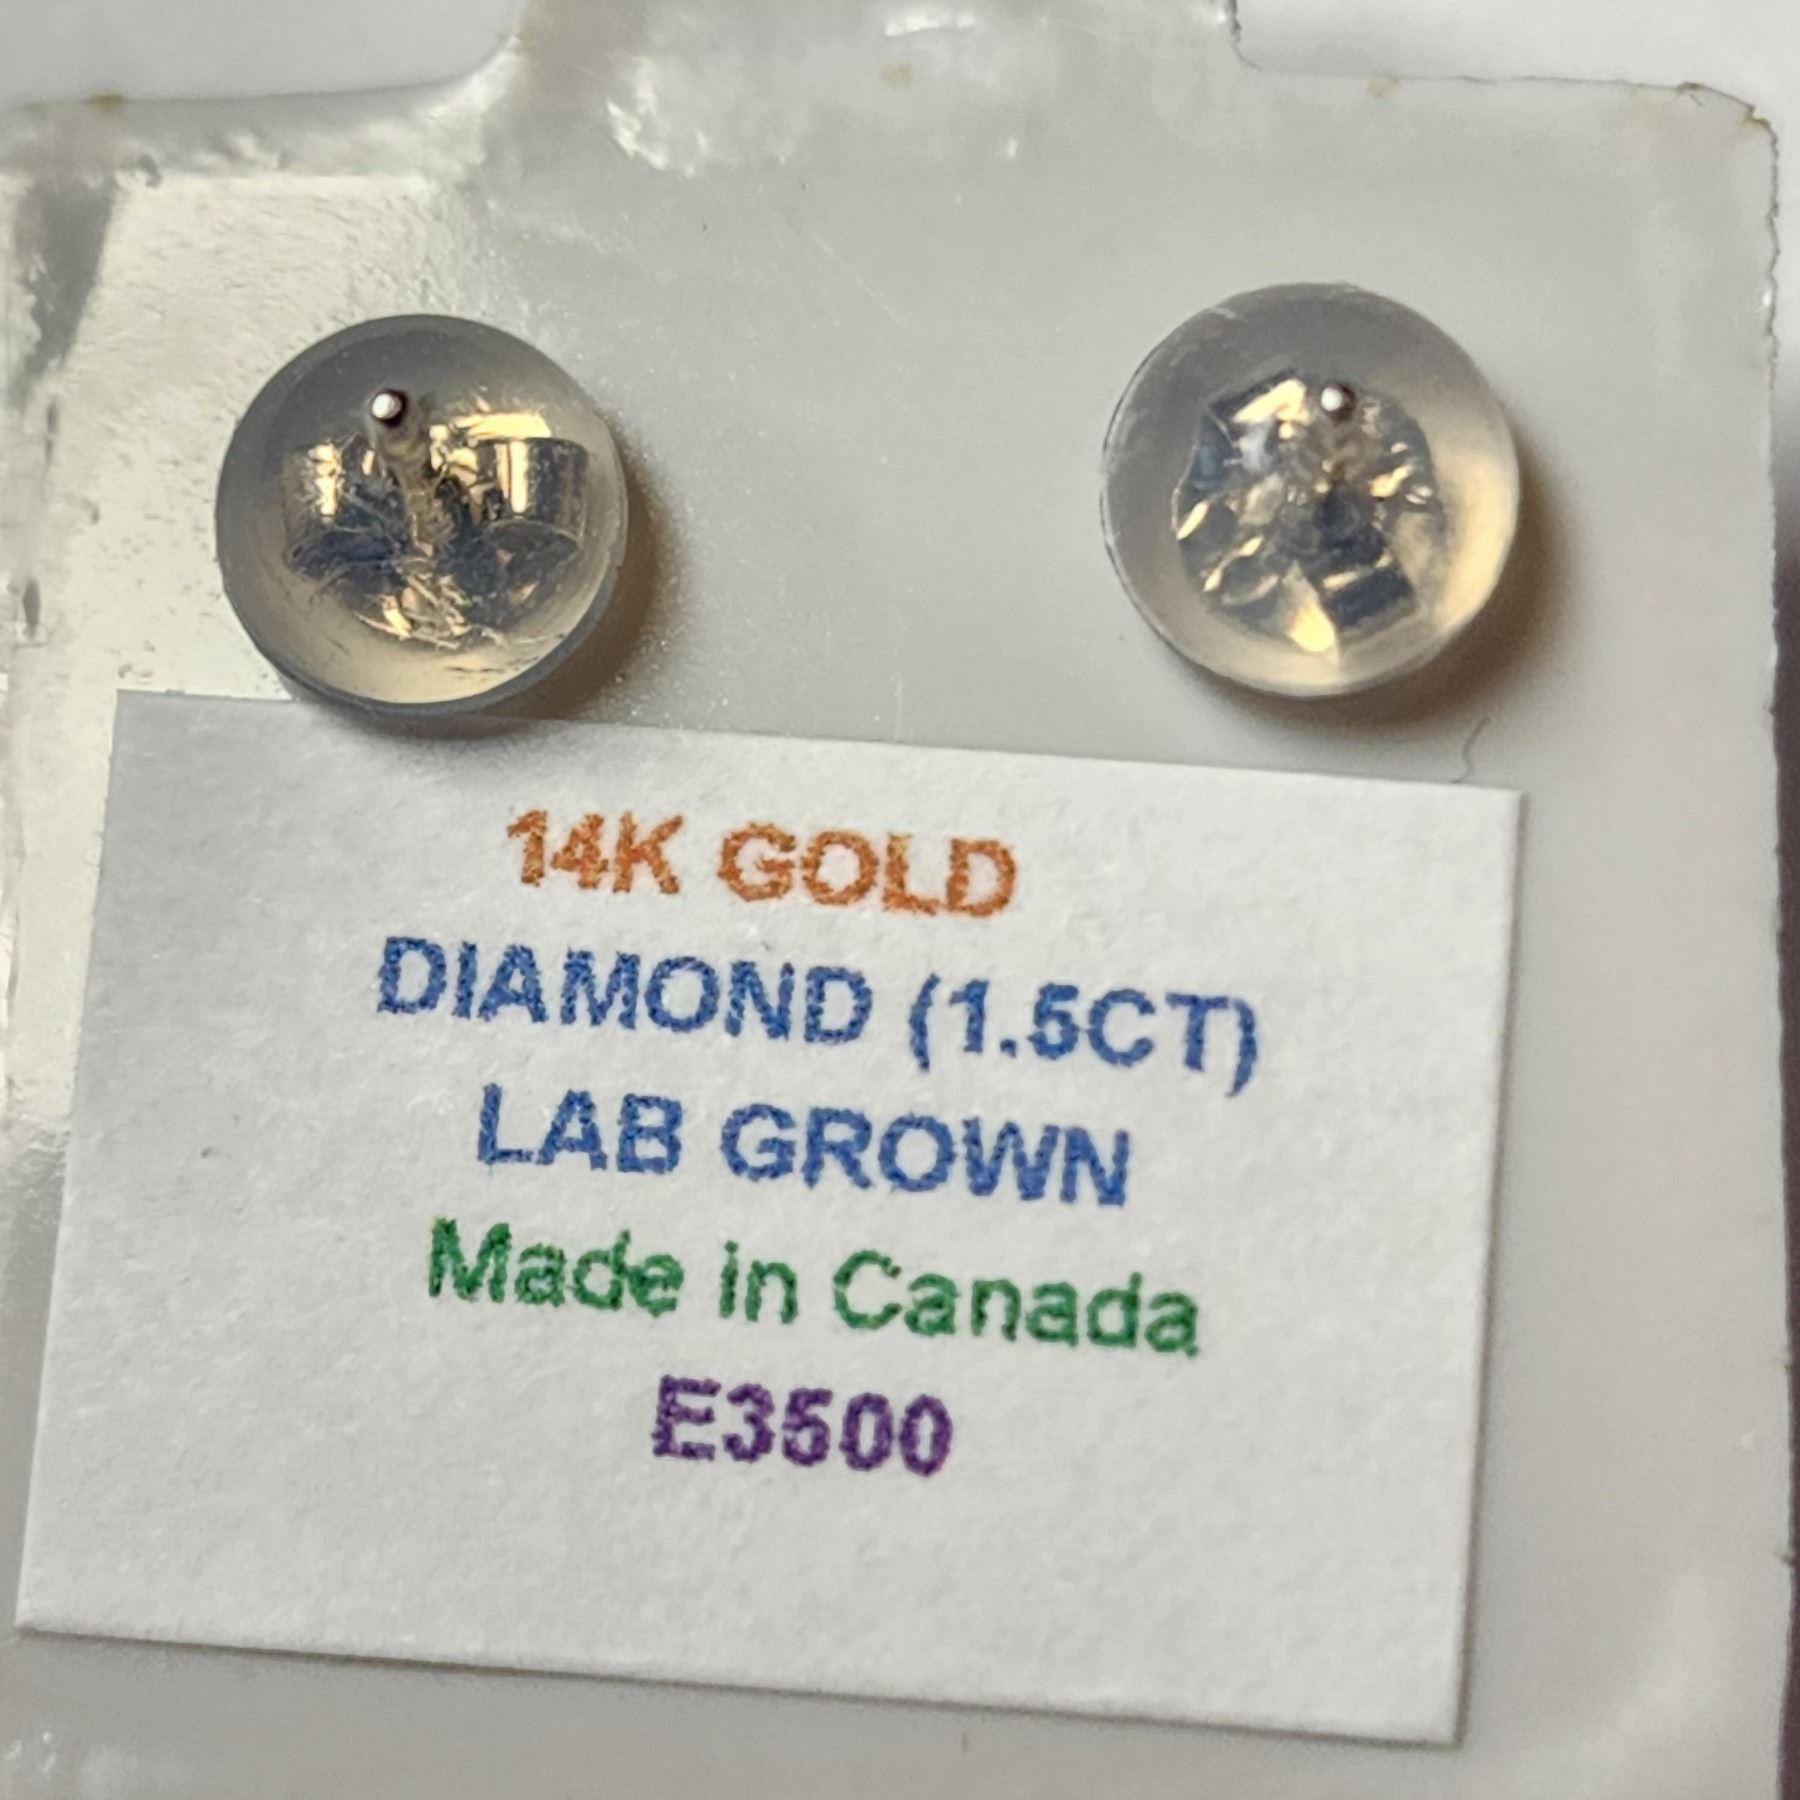 14K GOLD
DIAMOND (1.5CT)
LAB GROWN
Made in Canada
E3500